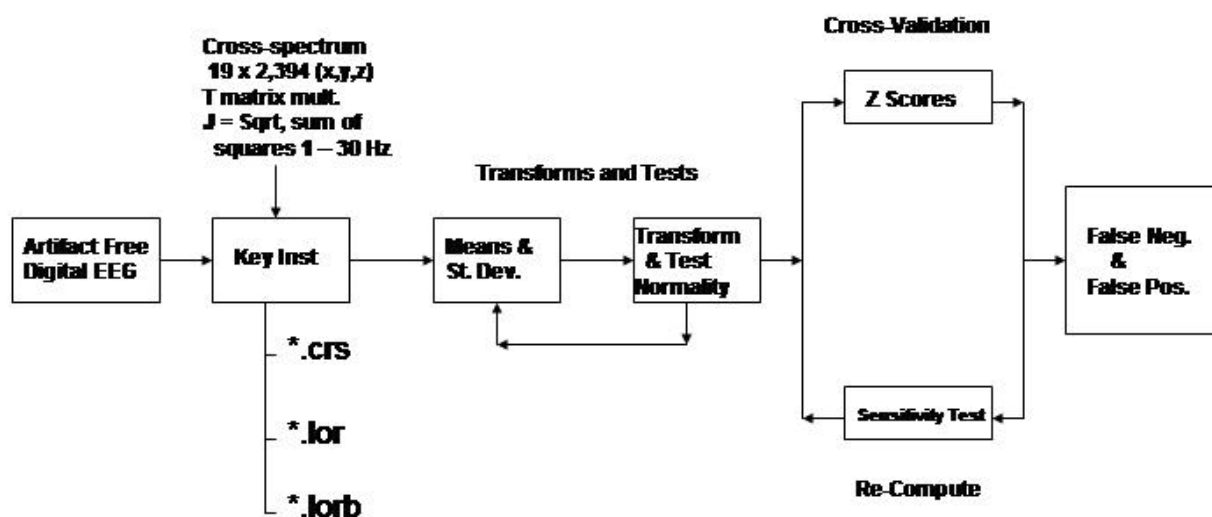 Cross-Validation
Cross-spectrum
19 x 2,394 (x,y,z)
T matrix mult.
J = Sqrt, sum of
squares 1 – 30 Hz
Z Scores
Transforms and Tests
Artifact Free
Digital EEG
Key Inst
Means &
St. Dev.
Transform
& Test
Normality
False Neg.
&
False Pos.
*.crs
*.lor
*.lorb
Sensitivity Test
Re-Compute